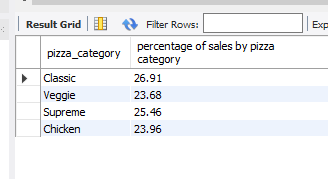 Result Grid Filter Rows: Exp
pizza_category percentage of sales by pizza
category
Classic 26.91
Veggie 23.68
Supreme 25.46
Chicken 23.96